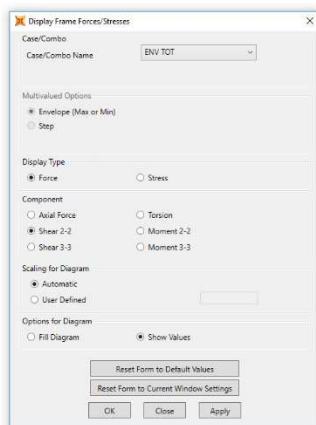 Display Frame Forces/Stresses
Case/Combo
Case/Combo Name ENV TOT
Multivalued Options
Envelope (Max or Min)
Step
Display Type
Force Stress
Component
Axial Force Torsion
Shear 2-2 Moment 2-2
Shear 3-3 Moment 3-3
Scaling for Diagram
Automatic
User Defined
Options for Diagram
Fill Diagram Show Values
Reset Form to Default Values
Reset Form to Current Window Settings
OK Close Apply